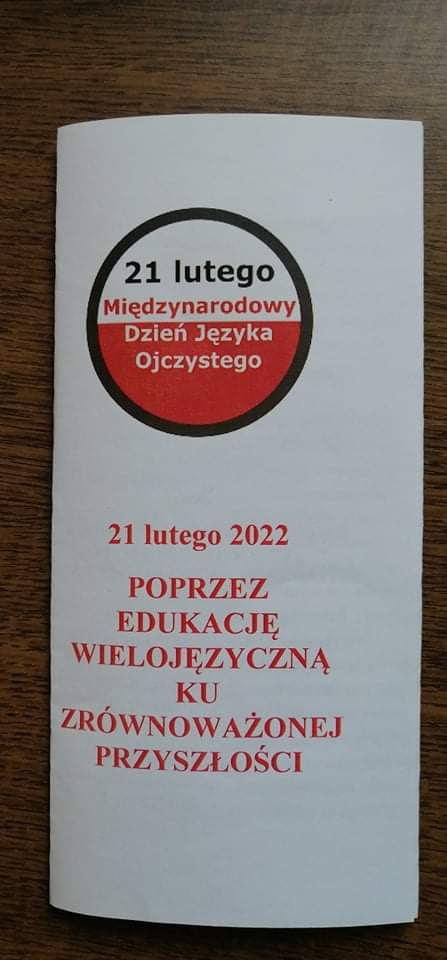 21 lutego
Międzynarodowy
Dzień Języka
Ojczystego
21 lutego 2022
POPRZEZ
EDUKACJĘ
WIELOJĘZYCZNĄ
KU
ZRÓWNOWAŻONEJ
PRZYSZŁOŚCI